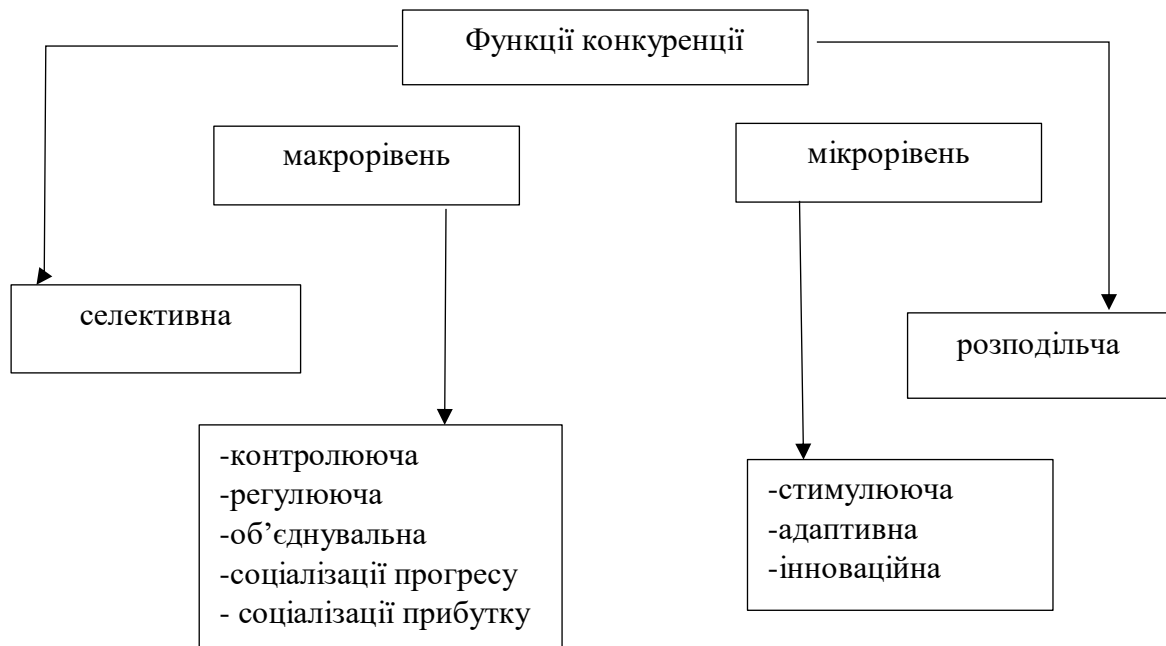 Функції конкуренції
макрорівень
мікрорівень
селективна
розподільча
-контролююча
-регулююча
-об’єднувальна
-соціалізації прогресу
- соціалізації прибутку
-стимулююча
-адаптивна
-інноваційна